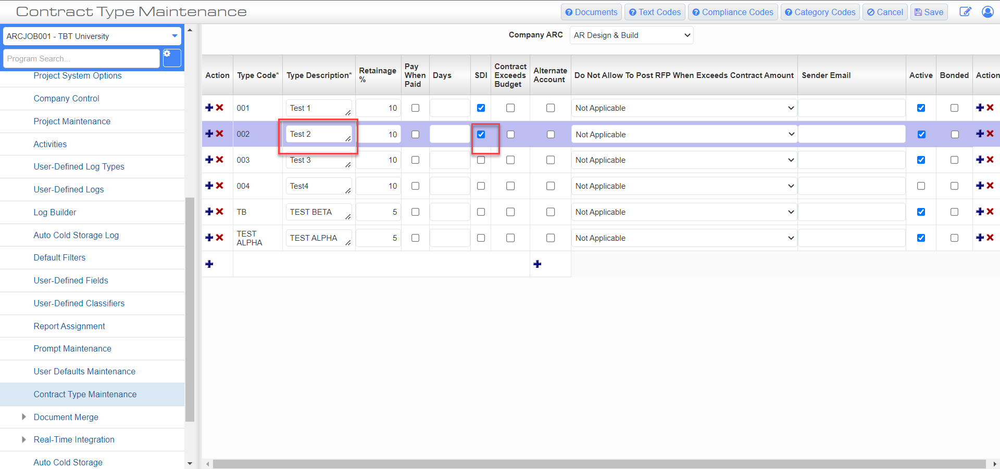 Contract Type Maintenance
Documents
Text Codes
Compliance Codes
Category Codes
Cancel
Save
ARCJOB001 - TBT University
Program Search...
Project System Options
Company Control
Project Maintenance
Activities
User-Defined Log Types
User-Defined Logs
Log Builder
Auto Cold Storage Log
Default Filters
User-Defined Fields
User-Defined Classifiers
Report Assignment
Prompt Maintenance
User Defaults Maintenance
Contract Type Maintenance
Document Merge
Real-Time Integration
Auto Cold Storage
Company ARC AR Design & Build
Action Type Code* Type Description* Retainage % Pay When Paid Days SDI Contract Exceeds Budget Alternate Account Do Not Allow To Post RFP When Exceeds Contract Amount Sender Email Active Bonded Action
001 Test 1 10 Not Applicable
002 Test 2 10 Not Applicable
003 Test 3 10 Not Applicable
004 Test4 10 Not Applicable
TB TEST BETA 5 Not Applicable
TEST ALPHA TEST ALPHA 5 Not Applicable